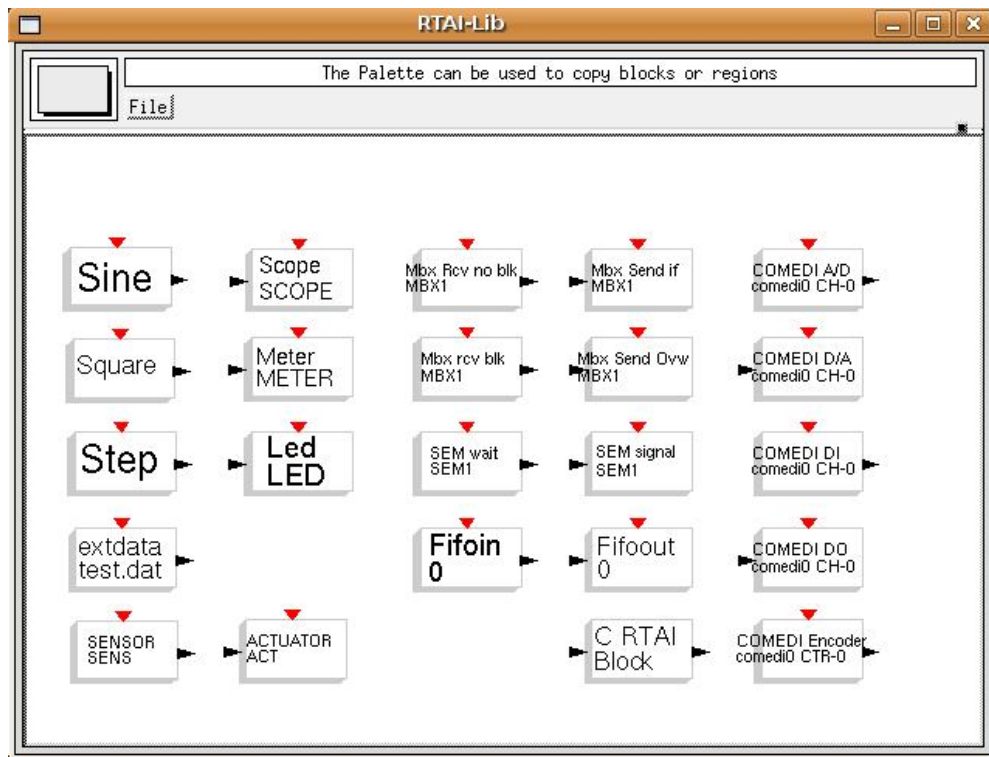 RTAI-Lib
The Palette can be used to copy blocks or regions
File
Sine
Scope
SCOPE
Mbx Rcv no blk
MBX1
Mbx Send if
MBX1
COMEDI A/D
comedi0 CH-0
Square
Meter
METER
Mbx rcv blk
MBX1
Mbx Send Ovw
MBX1
COMEDI D/A
comedi0 CH-0
Step
Led
LED
SEM wait
SEM1
SEM signal
SEM1
COMEDI DI
comedi0 CH-0
extdata
test.dat
Fifoin
0
Fifoout
0
COMEDI DO
comedi0 CH-0
SENSOR
SENS
ACTUATOR
ACT
C RTAI
Block
COMEDI Encoder
comedi0 CTR-0